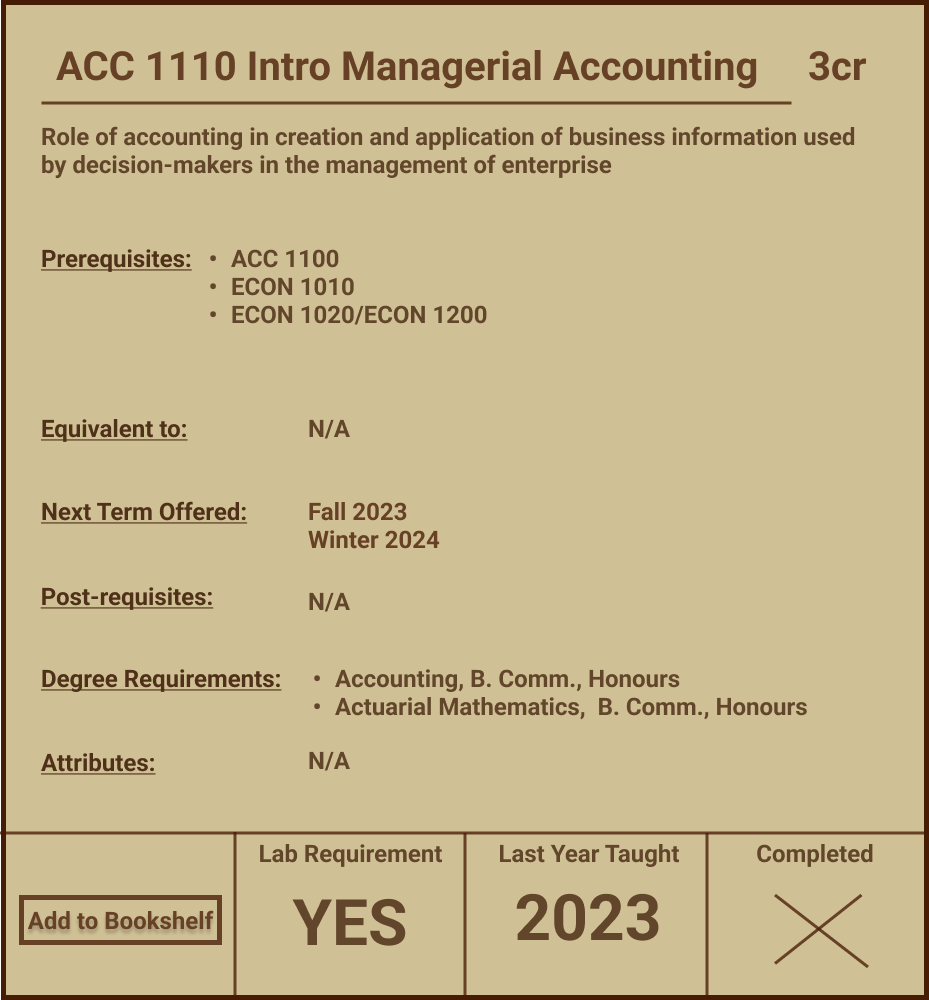 ACC 1110 Intro Managerial Accounting 3cr
Role of accounting in creation and application of business information used
by decision-makers in the management of enterprise
Prerequisites: • ACC 1100
• ECON 1010
• ECON 1020/ECON 1200
Equivalent to: N/A
Next Term Offered: Fall 2023
Winter 2024
Post-requisites: N/A
Degree Requirements: • Accounting, B. Comm., Honours
• Actuarial Mathematics, B. Comm., Honours
Attributes: N/A
Lab Requirement Last Year Taught Completed
Add to Bookshelf YES 2023